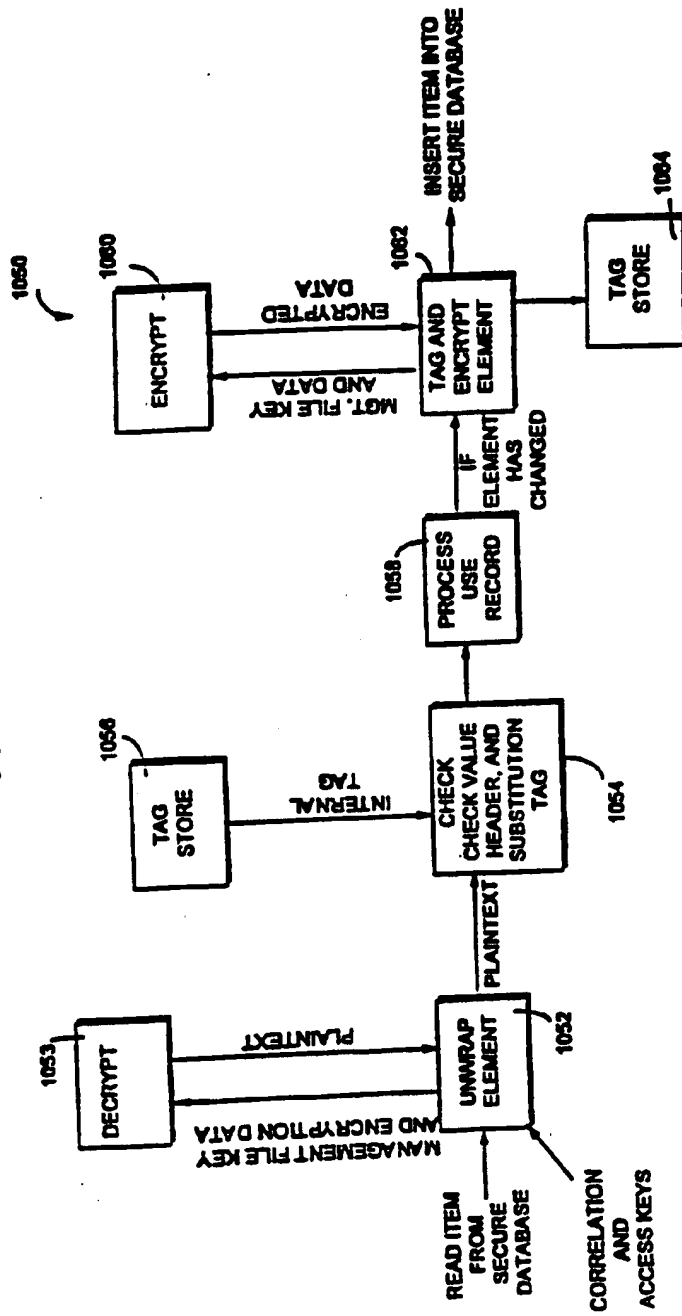 1050
DECRYPT
1053
PLAINTEXT
MANAGEMENT FILE KEY
AND ENCRYPTION DATA
READ ITEM
FROM
SECURE
DATABASE
UNWRAP
ELEMENT
1052
CORRELATION
AND
ACCESS KEYS
PLAINTEXT
TAG
STORE
1056
INTERNAL
TAG
CHECK
CHECK VALUE
HEADER, AND
SUBSTITUTION
TAG
1054
PROCESS
USE
RECORD
1058
IF
ELEMENT
HAS
CHANGED
ENCRYPT
1060
ENCRYPTED
DATA
MGT. FILE KEY
AND DATA
TAG AND
ENCRYPT
ELEMENT
1062
INSERT ITEM INTO
SECURE DATABASE
TAG
STORE
1064